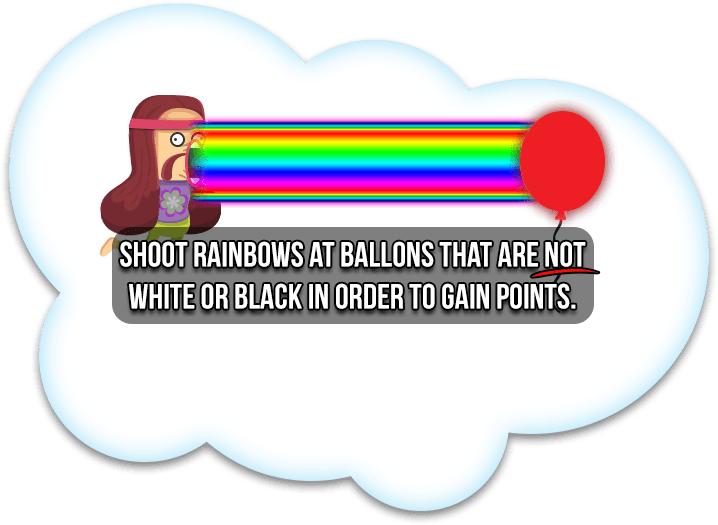 SHOOT RAINBOWS AT BALLONS THAT ARE NOT
WHITE OR BLACK IN ORDER TO GAIN POINTS.